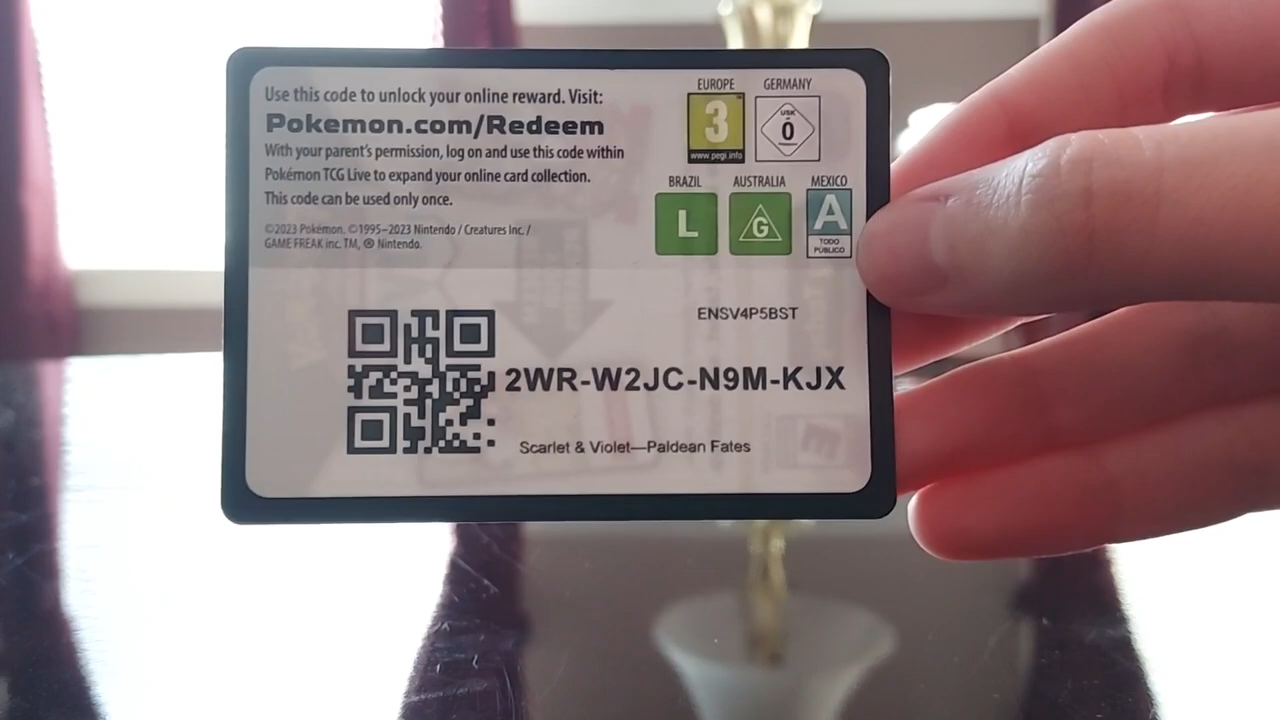 Use this code to unlock your online reward. Visit:
Pokemon.com/Redeem
With your parent's permission, log on and use this code within
Pokémon TCG Live to expand your online card collection.
This code can be used only once.
©2023 Pokémon. ©1995–2023 Nintendo / Creatures Inc. /
GAME FREAK inc. TM, ® Nintendo.
EUROPE
GERMANY
3
www.pegi.info
USK
0
BRAZIL
AUSTRALIA
MEXICO
L
G
A
TODO
PÚBLICO
ENSV4P5BST
2WR-W2JC-N9M-KJX
Scarlet & Violet—Paldean Fates